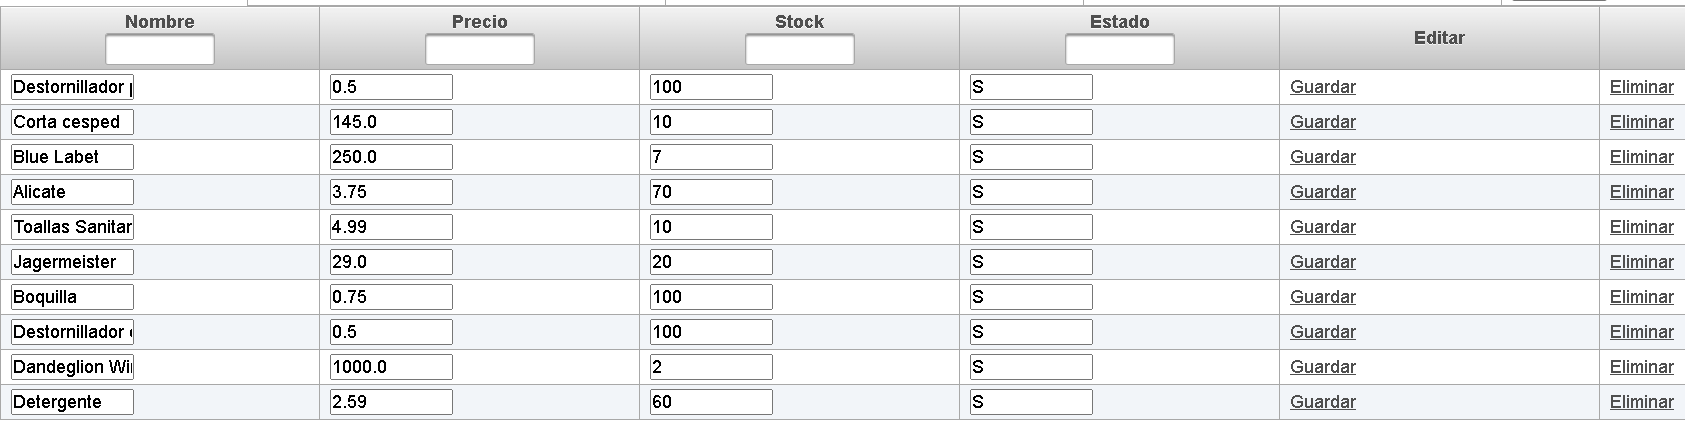 Nombre Precio Stock Estado Editar
Destornillador 0.5 100 S Guardar Eliminar
Corta cesped 145.0 10 S Guardar Eliminar
Blue Labet 250.0 7 S Guardar Eliminar
Alicate 3.75 70 S Guardar Eliminar
Toallas Sanitar 4.99 10 S Guardar Eliminar
Jagermeister 29.0 20 S Guardar Eliminar
Boquilla 0.75 100 S Guardar Eliminar
Destornillador 0.5 100 S Guardar Eliminar
Dandeglion Wi 1000.0 2 S Guardar Eliminar
Detergente 2.59 60 S Guardar Eliminar